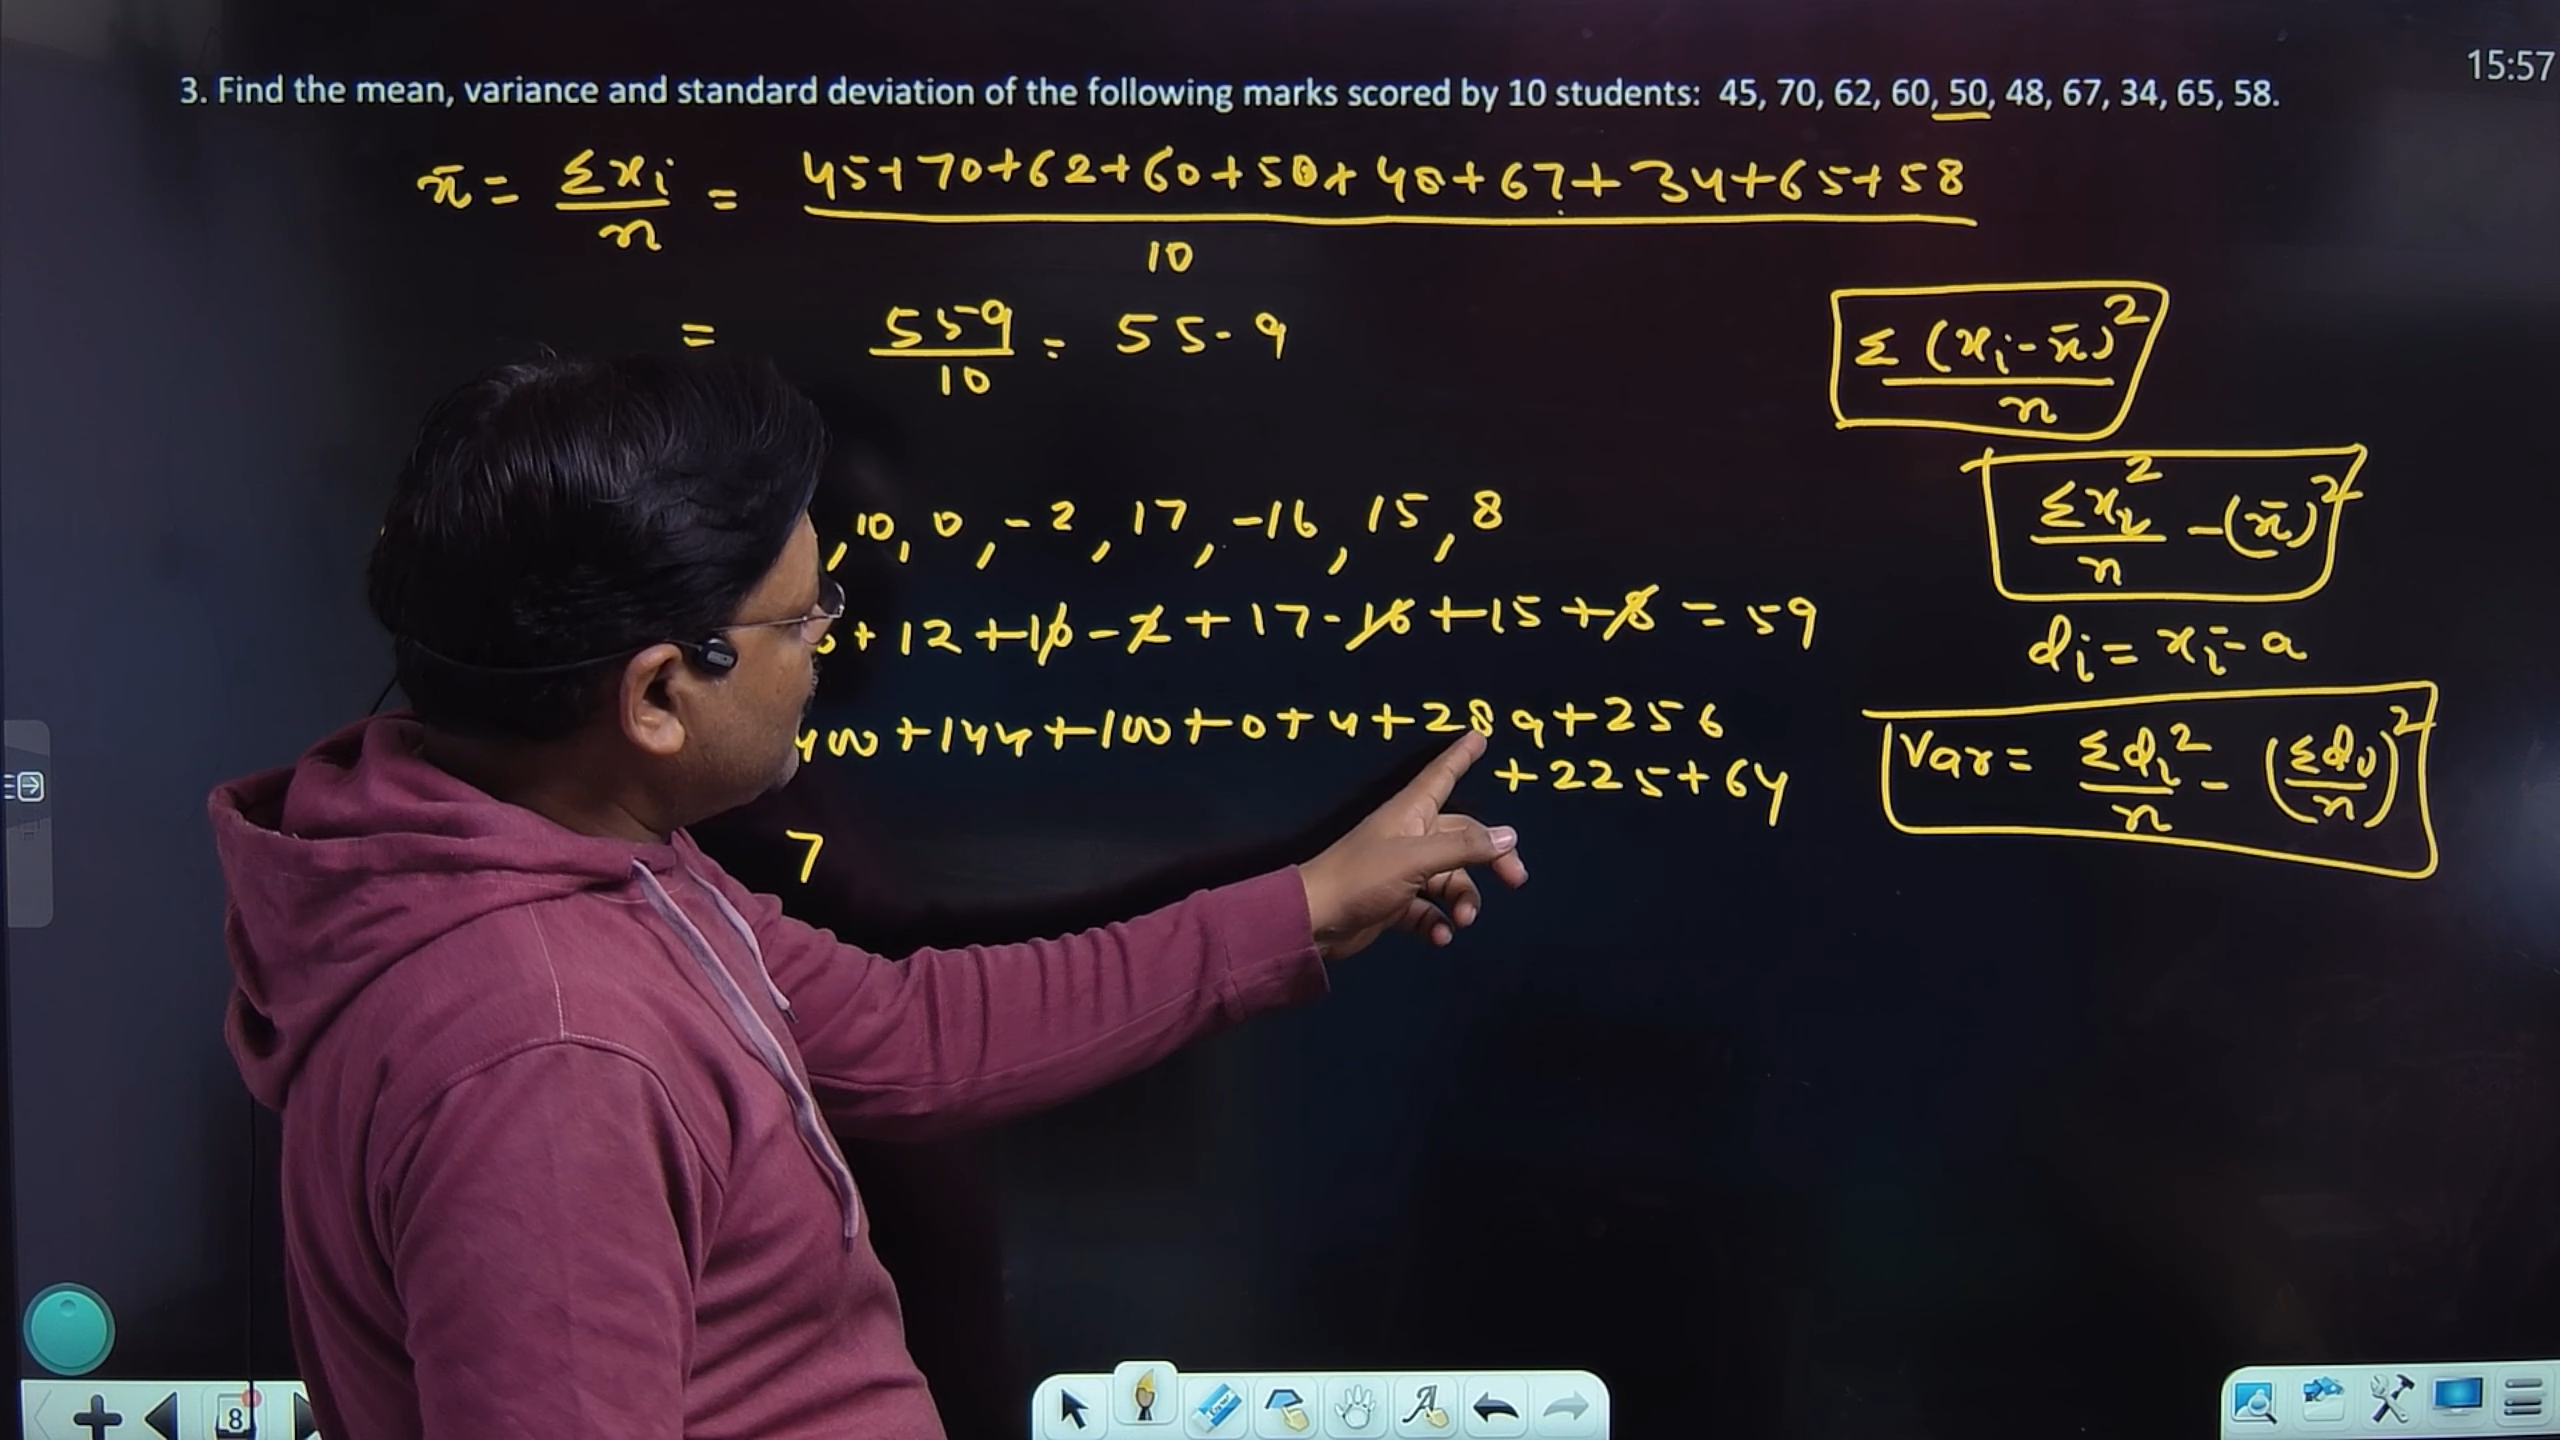 15:57
3. Find the mean, variance and standard deviation of the following marks scored by 10 students: 45, 70, 62, 60, 50, 48, 67, 34, 65, 58.
x̄ = Σxi/n = (45+70+62+60+50+48+67+34+65+58)/10
= 559/10 = 55.9
Σ(xi-x̄)²/n
Σxi²/n - (x̄)²
, 10, 0, -2, 17, -16, 15, 8
+ 12 + 10 - 2 + 17 - 16 + 15 + 8 = 59
di = xi - a
400 + 144 + 100 + 0 + 4 + 289 + 256
+ 225 + 64
Var = Σdi²/n - (Σdi/n)²
7
8